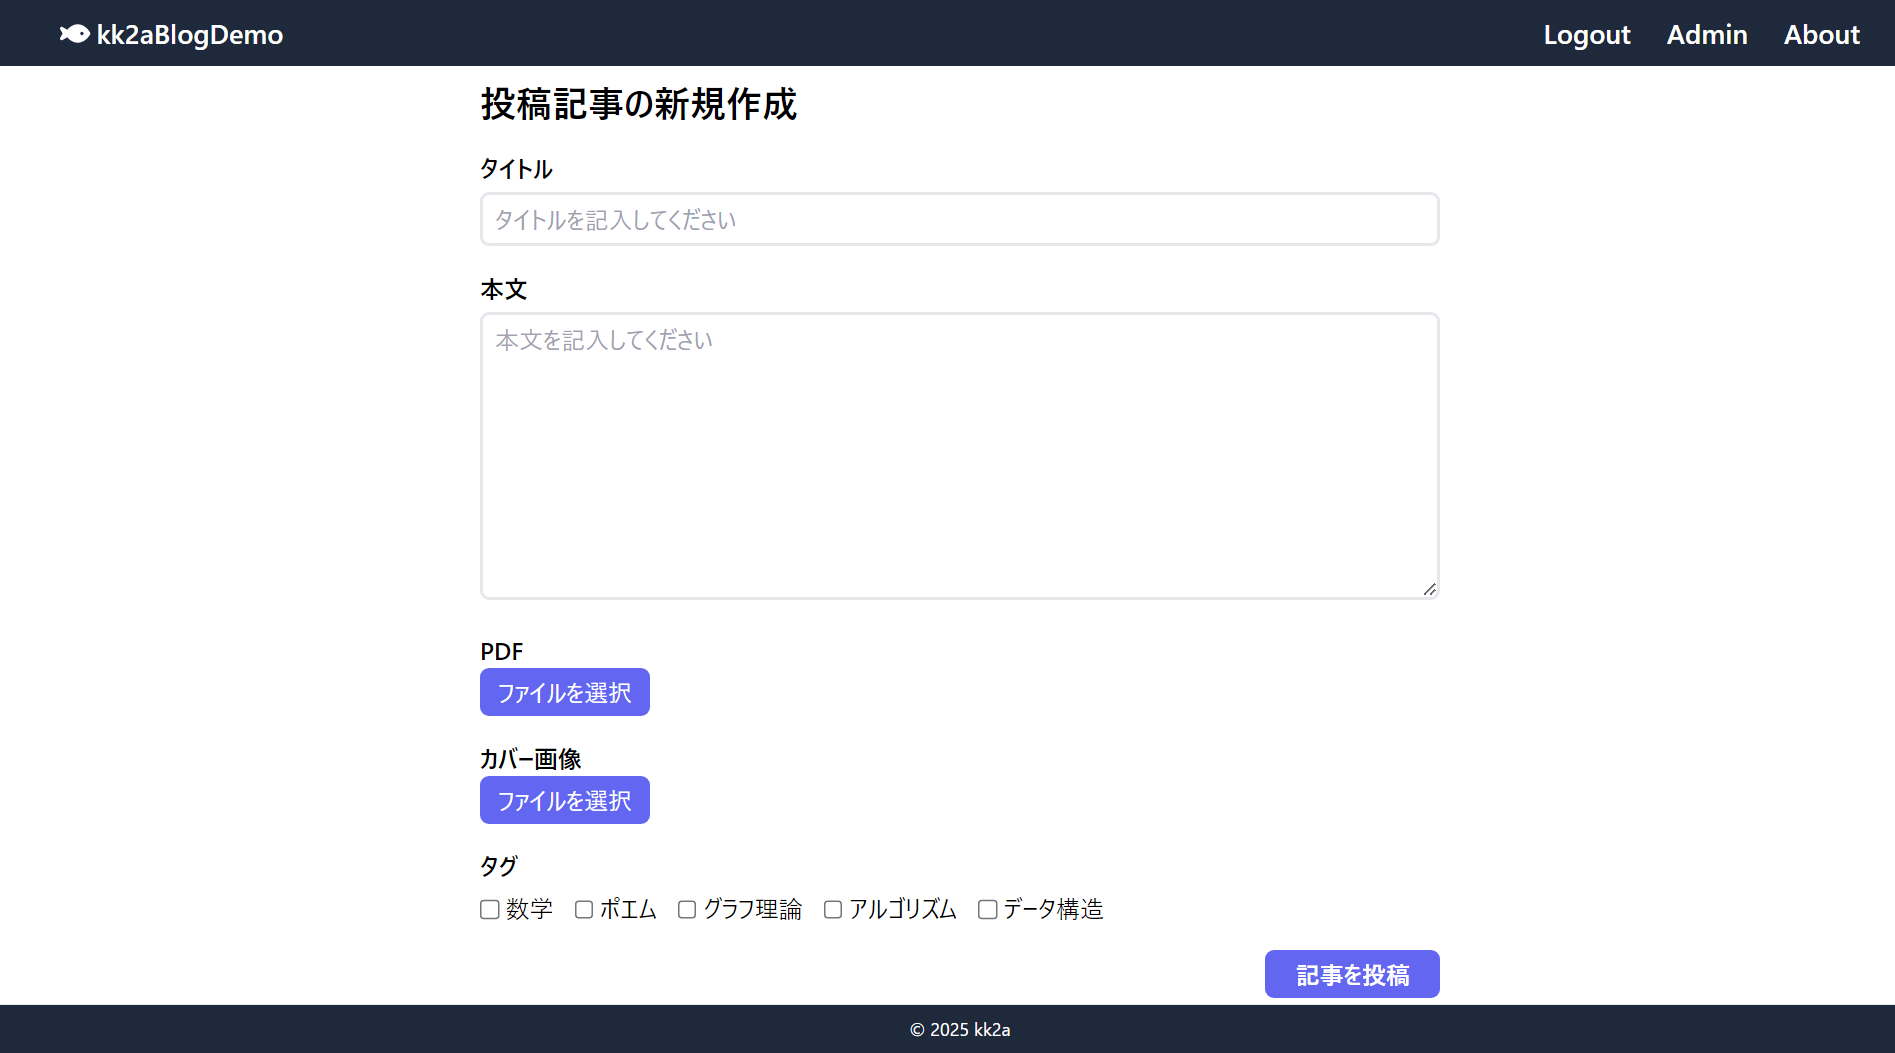 kk2aBlogDemo Logout Admin About
投稿記事の新規作成
タイトル
タイトルを記入してください
本文
本文を記入してください
PDF
ファイルを選択
カバー画像
ファイルを選択
タグ
数学 ポエム グラフ理論 アルゴリズム データ構造
記事を投稿
© 2025 kk2a